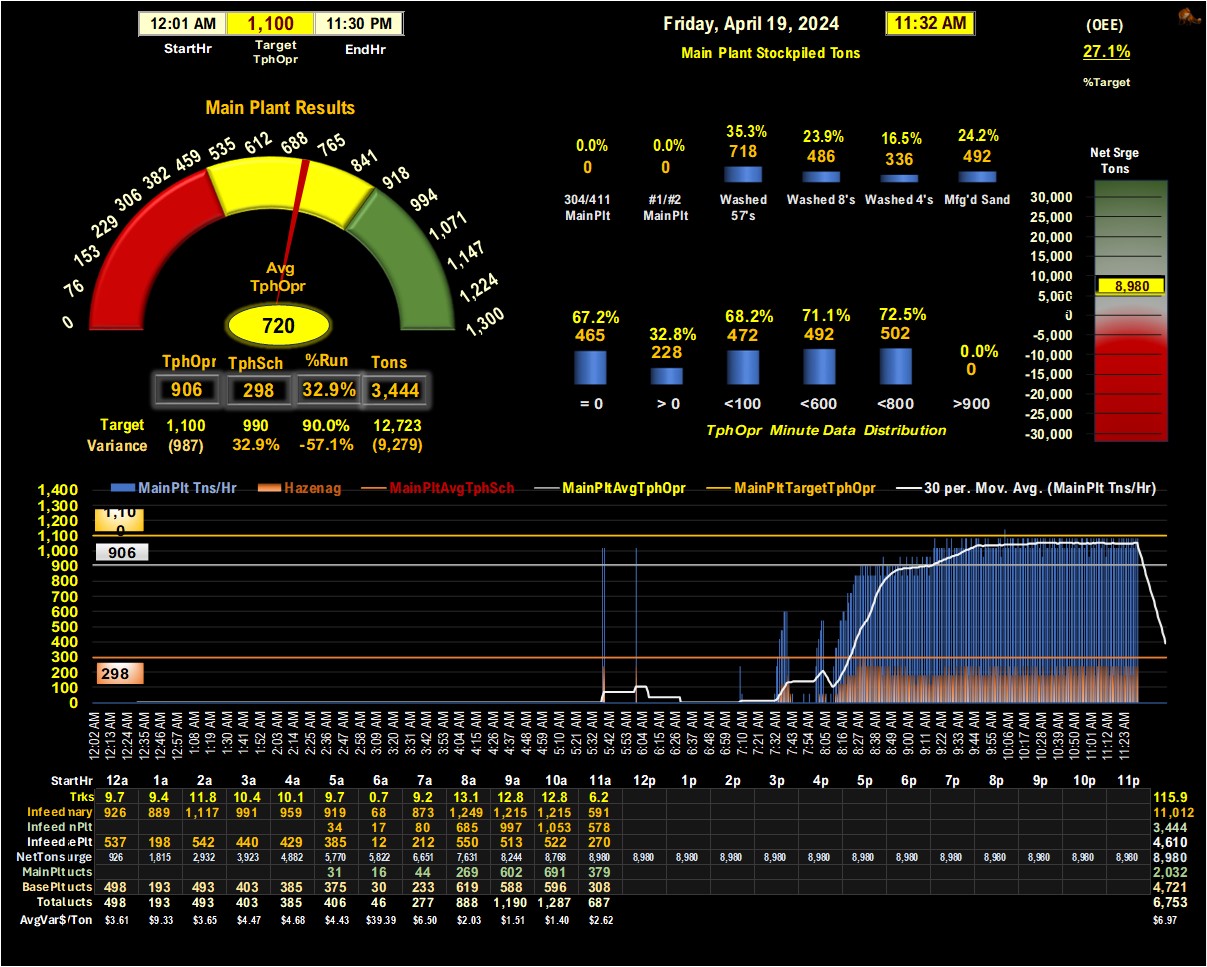 12:01 AM 1,100 11:30 PM
StartHr Target TphOpr EndHr
Friday, April 19, 2024 11:32 AM
Main Plant Stockpiled Tons
(OEE)
27.1%
%Target
Main Plant Results
0 76 153 229 306 382 459 535 612 688 765 841 918 994 1,071 1,147 1,224 1,300
Avg
TphOpr
720
TphOpr TphSch %Run Tons
906 298 32.9% 3,444
Target 1,100 990 90.0% 12,723
Variance (987) 32.9% -57.1% (9,279)
0.0% 0.0% 35.3% 23.9% 16.5% 24.2%
0 0 718 486 336 492
304/411 MainPlt #1/#2 MainPlt Washed 57's Washed 8's Washed 4's Mfg'd Sand
67.2% 32.8% 68.2% 71.1% 72.5% 0.0%
465 228 472 492 502 0
= 0 > 0 <100 <600 <800 >900
TphOpr Minute Data Distribution
Net Srge
Tons
30,000
25,000
20,000
15,000
10,000
5,000
0
-5,000
-10,000
-15,000
-20,000
-25,000
-30,000
8,980
MainPlt Tns/Hr Hazenag MainPltAvgTphSch MainPltAvgTphOpr MainPltTargetTphOpr 30 per. Mov. Avg. (MainPlt Tns/Hr)
1,400
1,300
1,200
1,100
1,000
900
800
700
600
500
400
300
200
100
0
1,100
906
298
12:02 AM 12:13 AM 12:24 AM 12:35 AM 12:46 AM 12:57 AM 1:08 AM 1:19 AM 1:30 AM 1:41 AM 1:52 AM 2:03 AM 2:14 AM 2:25 AM 2:36 AM 2:47 AM 2:58 AM 3:09 AM 3:20 AM 3:31 AM 3:42 AM 3:53 AM 4:04 AM 4:15 AM 4:26 AM 4:37 AM 4:48 AM 4:59 AM 5:10 AM 5:21 AM 5:32 AM 5:42 AM 5:53 AM 6:04 AM 6:15 AM 6:26 AM 6:37 AM 6:48 AM 6:59 AM 7:10 AM 7:21 AM 7:32 AM 7:43 AM 7:54 AM 8:05 AM 8:16 AM 8:27 AM 8:38 AM 8:49 AM 9:00 AM 9:11 AM 9:22 AM 9:33 AM 9:44 AM 9:55 AM 10:06 AM 10:17 AM 10:28 AM 10:39 AM 10:50 AM 11:01 AM 11:12 AM 11:23 AM
StartHr 12a 1a 2a 3a 4a 5a 6a 7a 8a 9a 10a 11a 12p 1p 2p 3p 4p 5p 6p 7p 8p 9p 10p 11p
Trks 9.7 9.4 11.8 10.4 10.1 9.7 0.7 9.2 13.1 12.8 12.8 6.2 115.9
Infeed mary 926 889 1,117 991 959 919 68 873 1,249 1,215 1,215 591 11,012
Infeed nPlt 34 17 80 685 997 1,053 578 3,444
Infeed ePlt 537 198 542 440 429 385 12 212 550 513 522 270 4,610
NetTons urge 926 1,815 2,932 3,923 4,882 5,770 5,822 6,651 7,631 8,244 8,768 8,980 8,980 8,980 8,980 8,980 8,980 8,980 8,980 8,980 8,980 8,980 8,980 8,980 8,980
MainPlt ucts 31 16 44 269 602 691 379 2,032
BasePlt ucts 498 193 493 403 385 375 30 233 619 588 596 308 4,721
Total ucts 498 193 493 403 385 406 46 277 888 1,190 1,287 687 6,753
AvgVar$/Ton $3.61 $9.33 $3.65 $4.47 $4.68 $4.43 $39.39 $6.50 $2.03 $1.51 $1.40 $2.62 $6.97